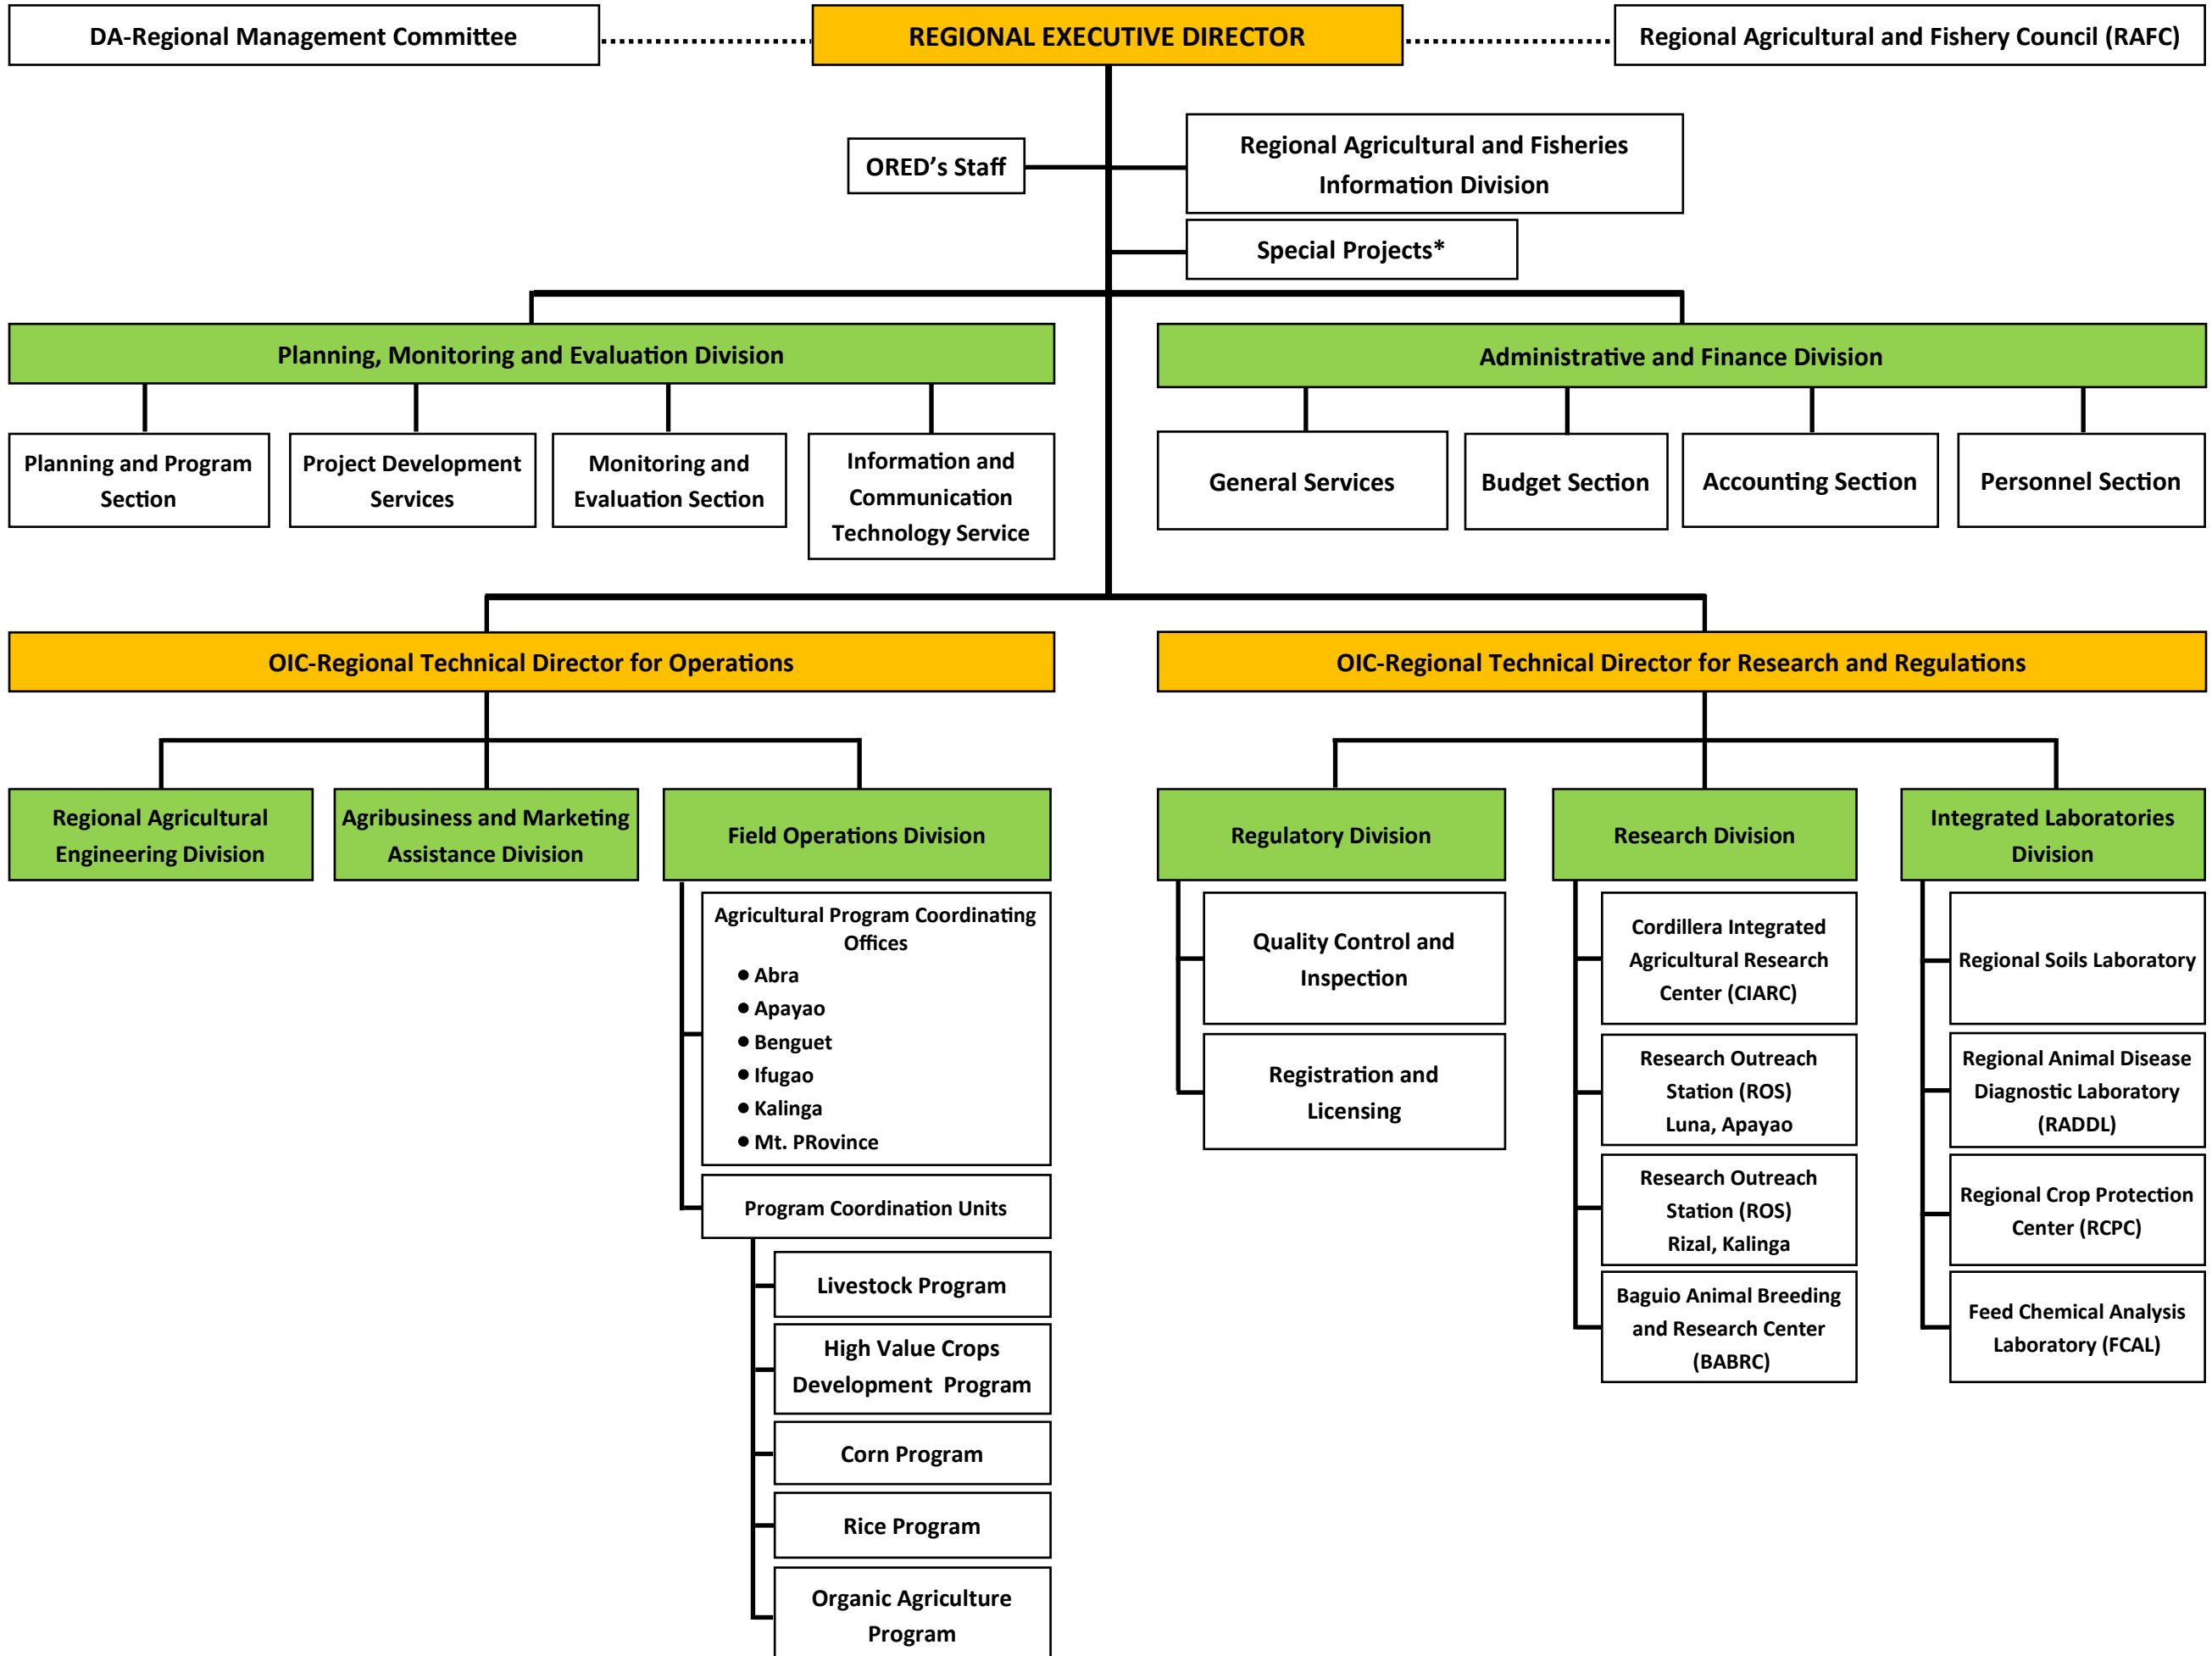 DA-Regional Management Committee
REGIONAL EXECUTIVE DIRECTOR
Regional Agricultural and Fishery Council (RAFC)
ORED’s Staff
Regional Agricultural and Fisheries
Information Division
Special Projects*
Planning, Monitoring and Evaluation Division
Administrative and Finance Division
Planning and Program
Section
Project Development
Services
Monitoring and
Evaluation Section
Information and
Communication
Technology Service
General Services
Budget Section
Accounting Section
Personnel Section
OIC-Regional Technical Director for Operations
OIC-Regional Technical Director for Research and Regulations
Regional Agricultural
Engineering Division
Agribusiness and Marketing
Assistance Division
Field Operations Division
Regulatory Division
Research Division
Integrated Laboratories
Division
Agricultural Program Coordinating
Offices
● Abra
● Apayao
● Benguet
● Ifugao
● Kalinga
● Mt. PRovince
Program Coordination Units
Livestock Program
High Value Crops
Development  Program
Corn Program
Rice Program
Organic Agriculture
Program
Quality Control and
Inspection
Registration and
Licensing
Cordillera Integrated
Agricultural Research
Center (CIARC)
Research Outreach
Station (ROS)
Luna, Apayao
Research Outreach
Station (ROS)
Rizal, Kalinga
Baguio Animal Breeding
and Research Center
(BABRC)
Regional Soils Laboratory
Regional Animal Disease
Diagnostic Laboratory
(RADDL)
Regional Crop Protection
Center (RCPC)
Feed Chemical Analysis
Laboratory (FCAL)